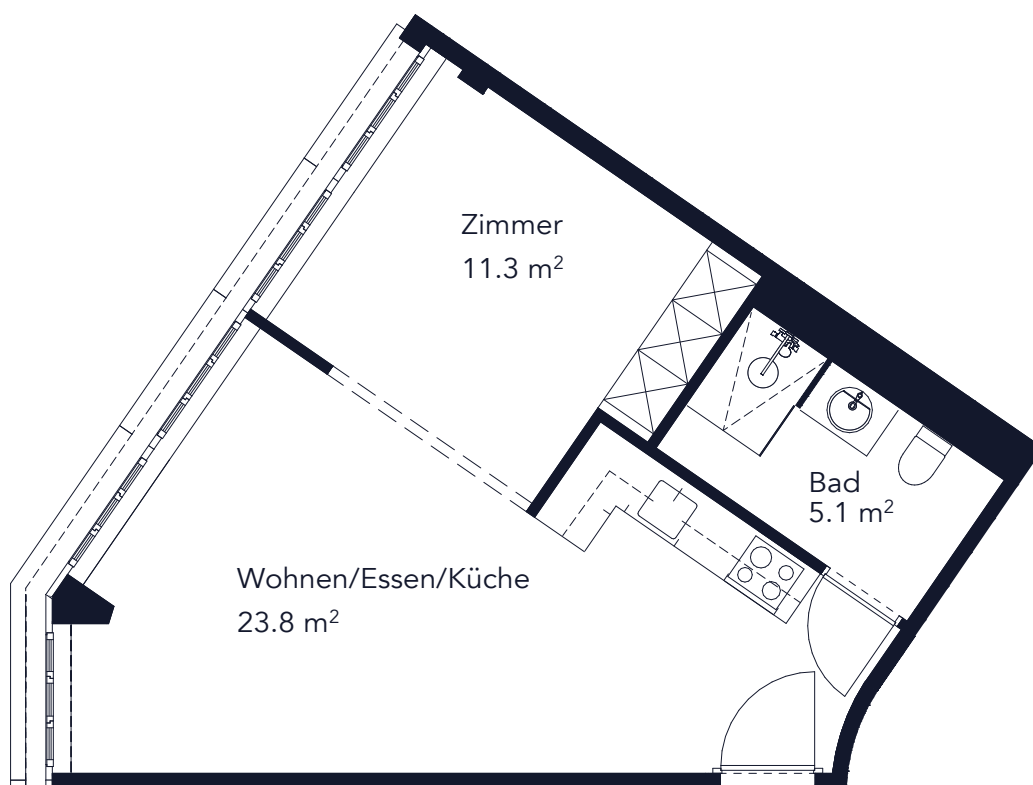 Zimmer
11.3 m²
Bad
5.1 m²
Wohnen/Essen/Küche
23.8 m²